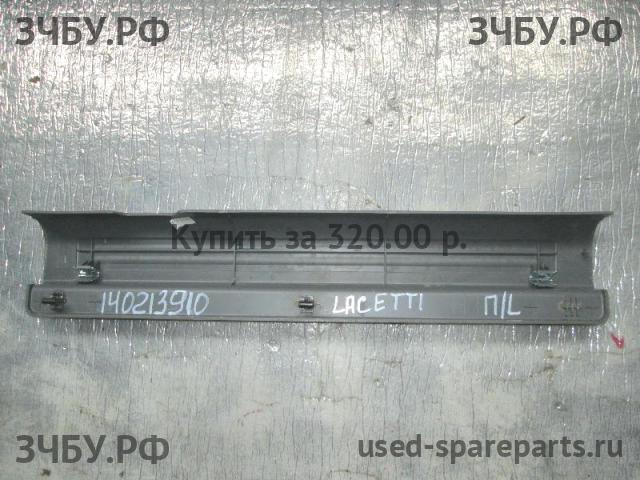 ЗЧБУ.РФ ЗЧБУ.РФ
Купить за 320.00 р.
140213910 LACETTI П/L
ЗЧБУ.РФ used-spareparts.ru